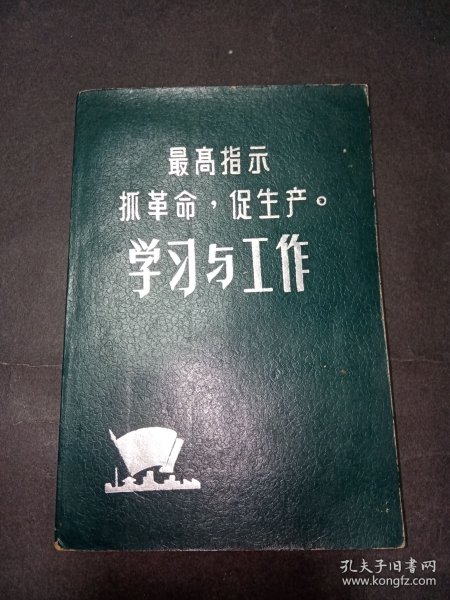 最高指示
抓革命，促生产。
学习与工作
孔夫子旧书网
www.kongfz.com